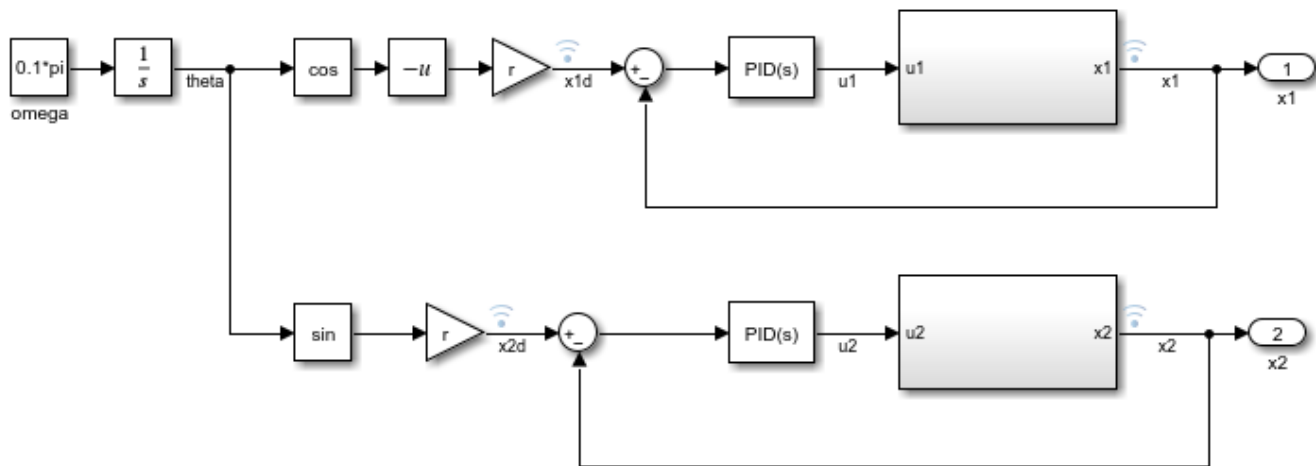 0.1*pi
omega
1
s
theta
cos
−u
r
x1d
+
−
PID(s)
u1
u1
x1
x1
1
x1
sin
r
x2d
+
−
PID(s)
u2
u2
x2
x2
2
x2